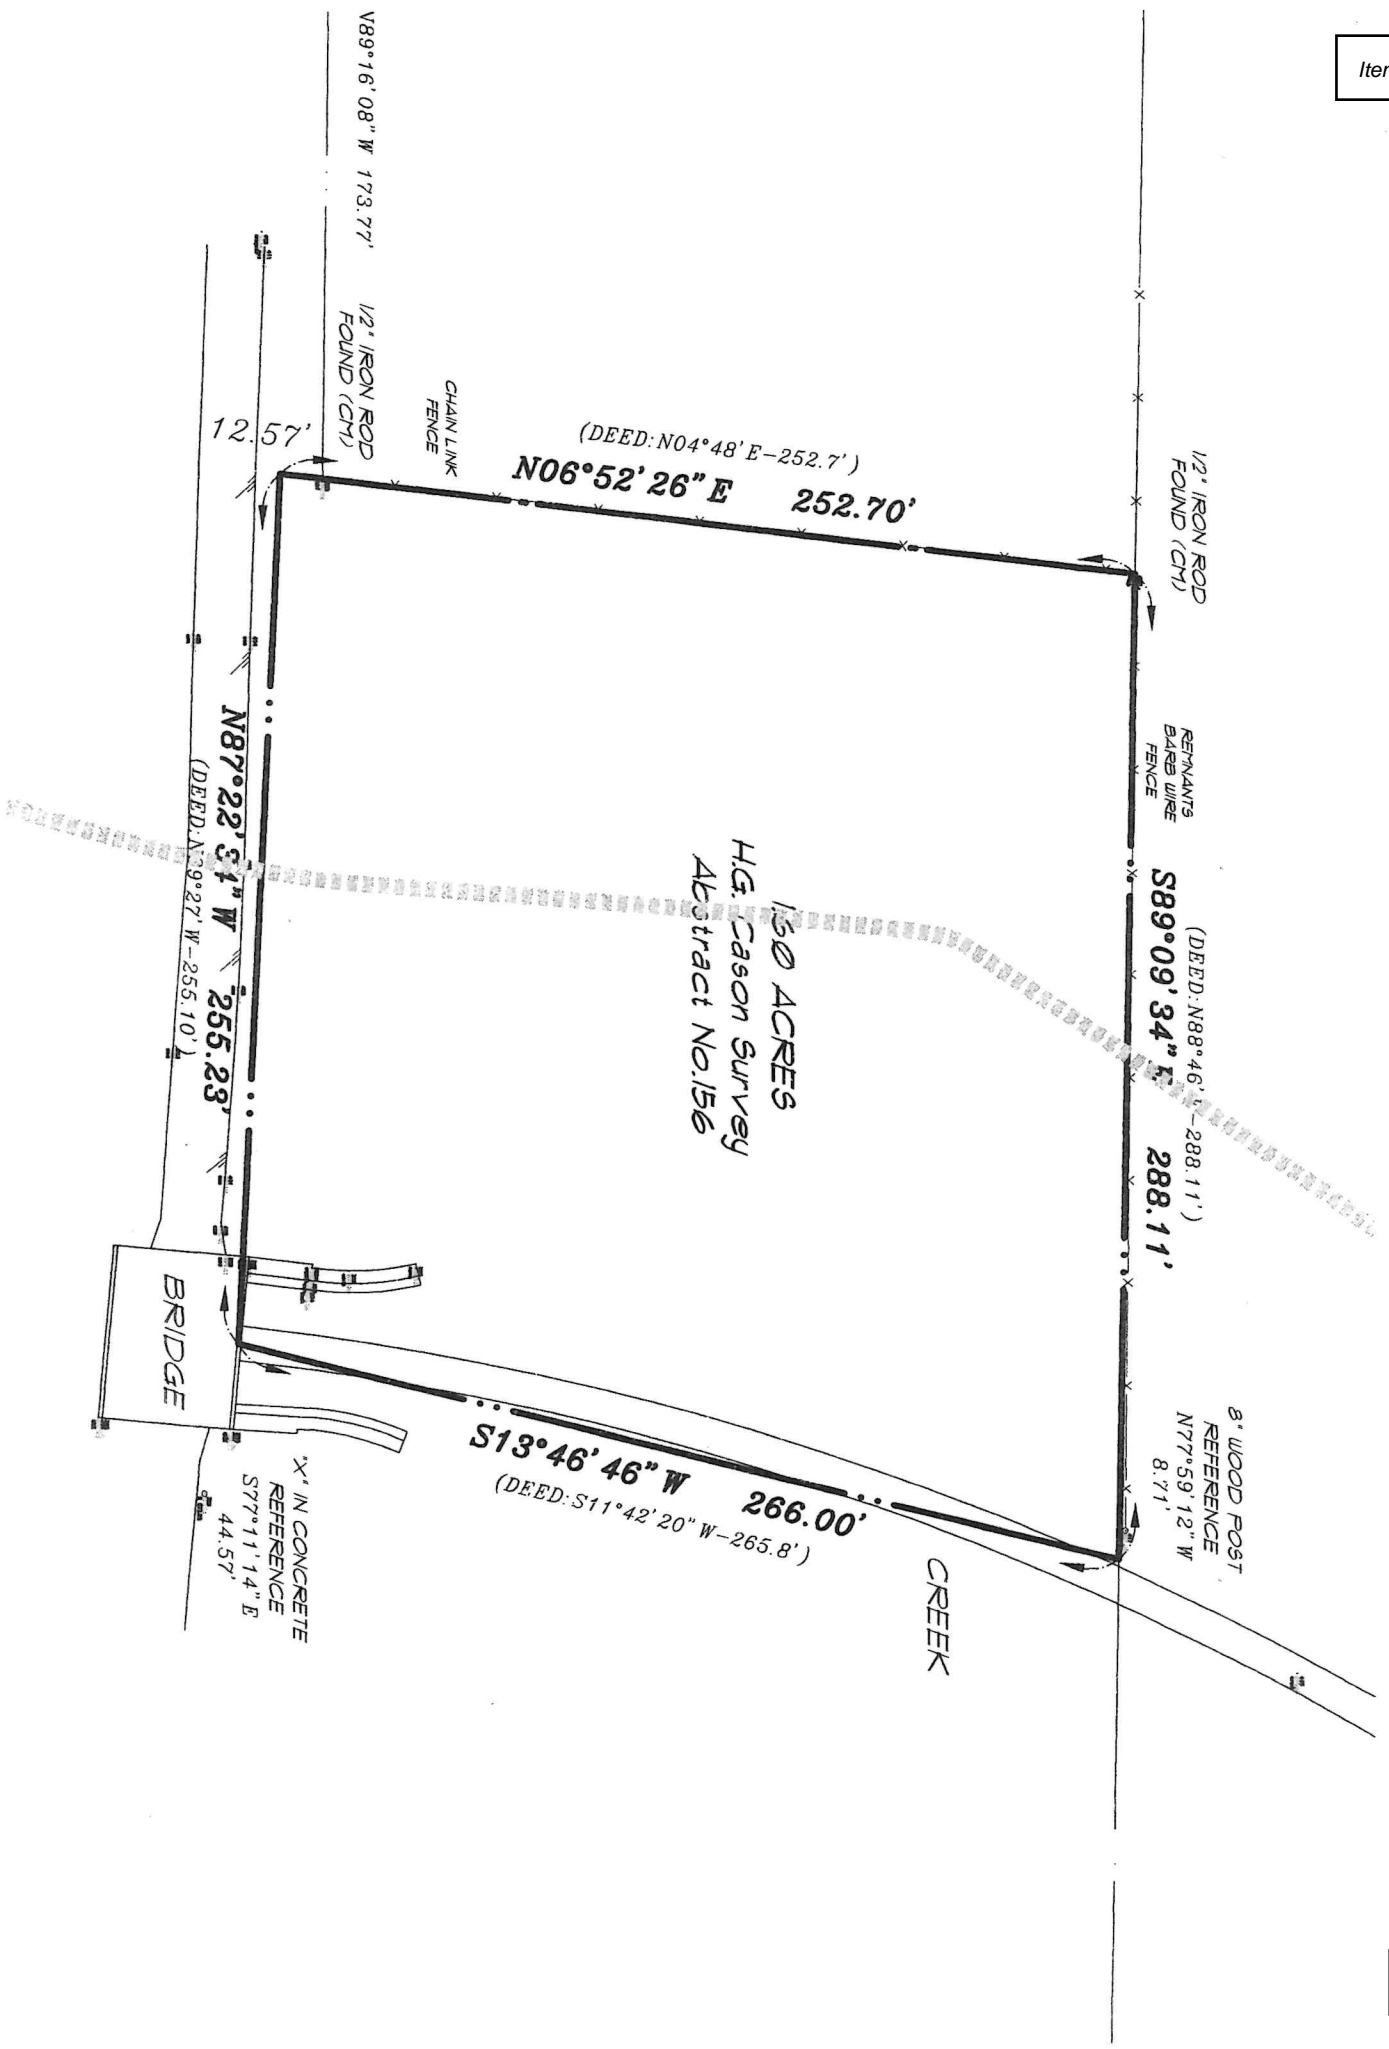 Iter
V89°16'08" W 173.77'
1/2" IRON ROD
FOUND (CM)
CHAIN LINK
FENCE
12.57'
(DEED: N04°48' E-252.7')
N06°52'26" E 252.70'
1/2" IRON ROD
FOUND (CM)
REMNANTS
BARB WIRE
FENCE
(DEED: N88°46' -288.11')
S89°09'34" E 288.11'
8" WOOD POST
REFERENCE
N77°59'12" W
8.71'
ACRES
H.G. Cason Survey
Abstract No.156
N87°22'34" W 255.23'
(DEED: N89°27' W-255.10')
BRIDGE
S13°46'46" W 266.00'
(DEED: S11°42'20" W-265.8')
CREEK
"X" IN CONCRETE
REFERENCE
S77°11'14" E
44.57'